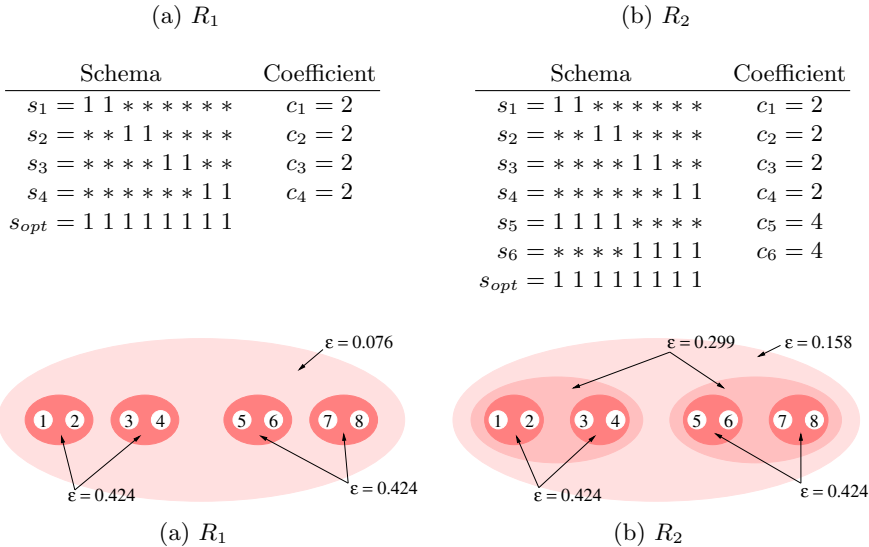 (a) R₁
(b) R₂
Schema Coefficient
s₁ = 1 1 * * * * * * c₁ = 2
s₂ = * * 1 1 * * * * c₂ = 2
s₃ = * * * * 1 1 * * c₃ = 2
s₄ = * * * * * * 1 1 c₄ = 2
sₒₚₜ = 1 1 1 1 1 1 1 1
Schema Coefficient
s₁ = 1 1 * * * * * * c₁ = 2
s₂ = * * 1 1 * * * * c₂ = 2
s₃ = * * * * 1 1 * * c₃ = 2
s₄ = * * * * * * 1 1 c₄ = 2
s₅ = 1 1 1 1 * * * * c₅ = 4
s₆ = * * * * 1 1 1 1 c₆ = 4
sₒₚₜ = 1 1 1 1 1 1 1 1
ε = 0.076
1 2 3 4 5 6 7 8
ε = 0.424
ε = 0.424
(a) R₁
ε = 0.299
ε = 0.158
1 2 3 4 5 6 7 8
ε = 0.424
ε = 0.424
(b) R₂